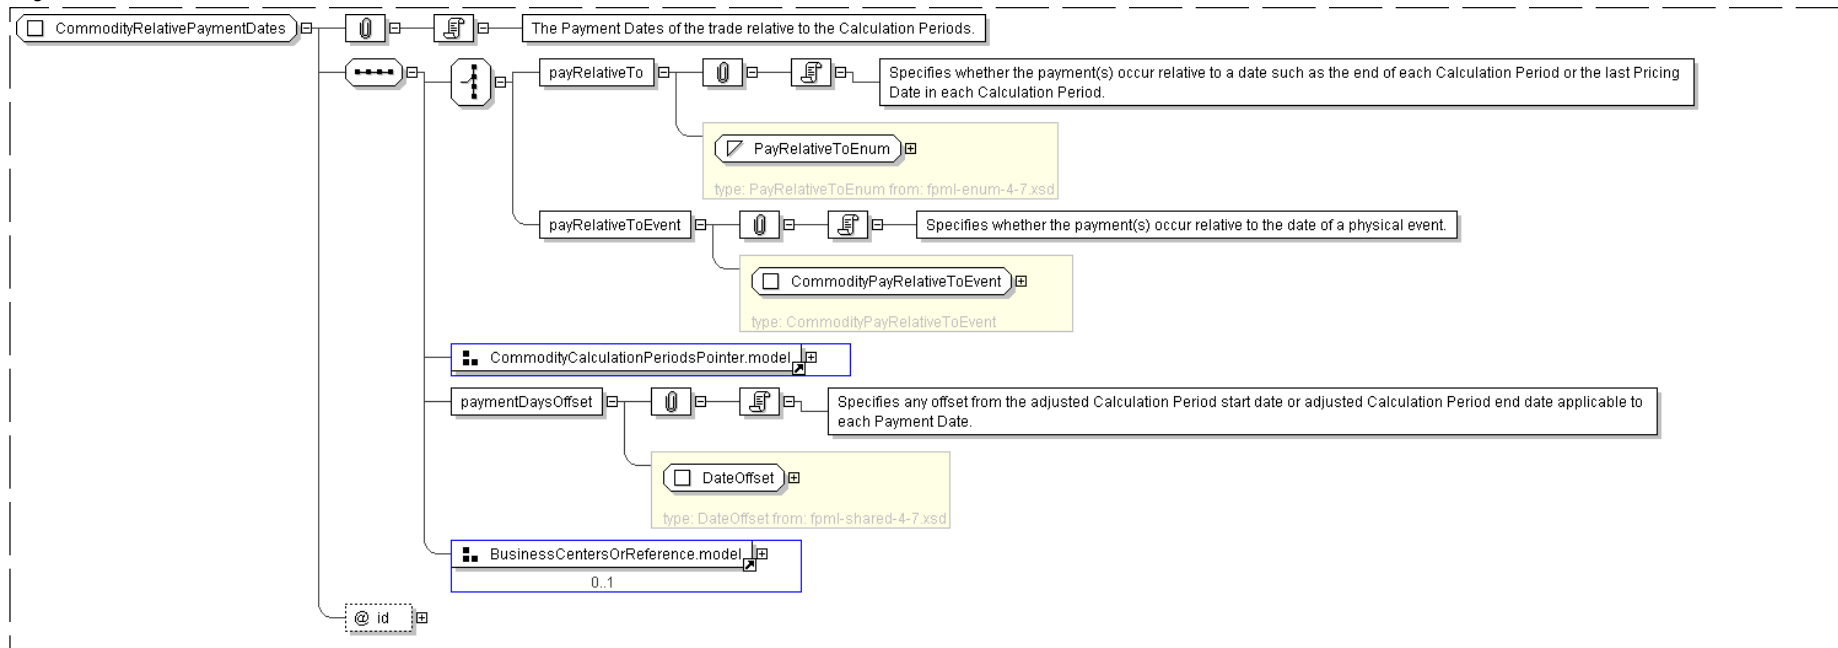 CommodityRelativePaymentDates
The Payment Dates of the trade relative to the Calculation Periods.
payRelativeTo
Specifies whether the payment(s) occur relative to a date such as the end of each Calculation Period or the last Pricing
Date in each Calculation Period.
PayRelativeToEnum
type: PayRelativeToEnum from: fpml-enum-4-7.xsd
payRelativeToEvent
Specifies whether the payment(s) occur relative to the date of a physical event.
CommodityPayRelativeToEvent
type: CommodityPayRelativeToEvent
CommodityCalculationPeriodsPointer.model
paymentDaysOffset
Specifies any offset from the adjusted Calculation Period start date or adjusted Calculation Period end date applicable to
each Payment Date.
DateOffset
type: DateOffset from: fpml-shared-4-7.xsd
BusinessCentersOrReference.model
0..1
@ id